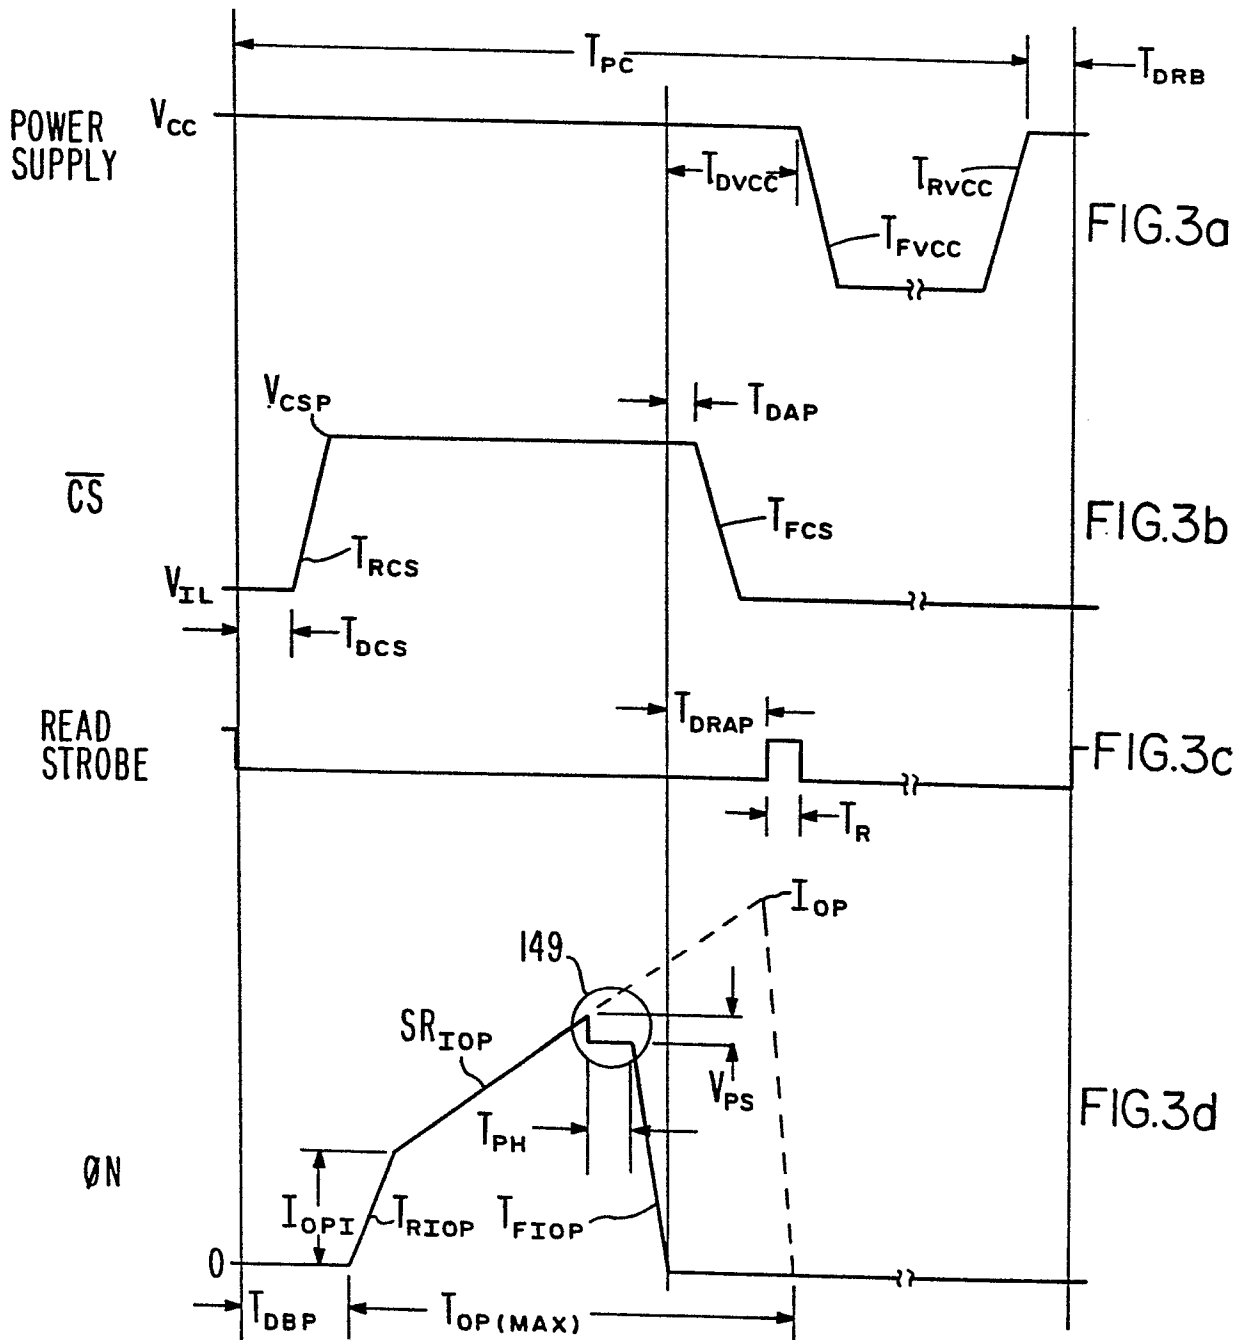 T_PC
T_DRB
POWER SUPPLY
V_CC
T_DVCC
T_RVCC
T_FVCC
FIG.3a
V_CSP
T_DAP
C̅S̅
T_FCS
FIG.3b
T_RCS
V_IL
T_DCS
READ STROBE
T_DRAP
FIG.3c
T_R
I_OP
149
SR_IOP
V_PS
T_PH
FIG.3d
ØN
I_OPI
T_RIOP
T_FIOP
0
T_DBP
T_OP(MAX)